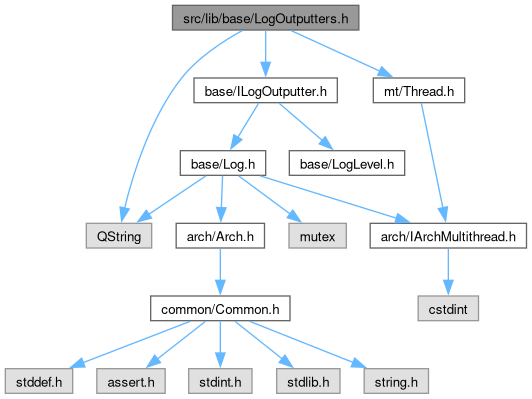 src/lib/base/LogOutputters.h
base/ILogOutputter.h
mt/Thread.h
base/Log.h
base/LogLevel.h
QString
arch/Arch.h
mutex
arch/IArchMultithread.h
common/Common.h
cstdint
stddef.h
assert.h
stdint.h
stdlib.h
string.h